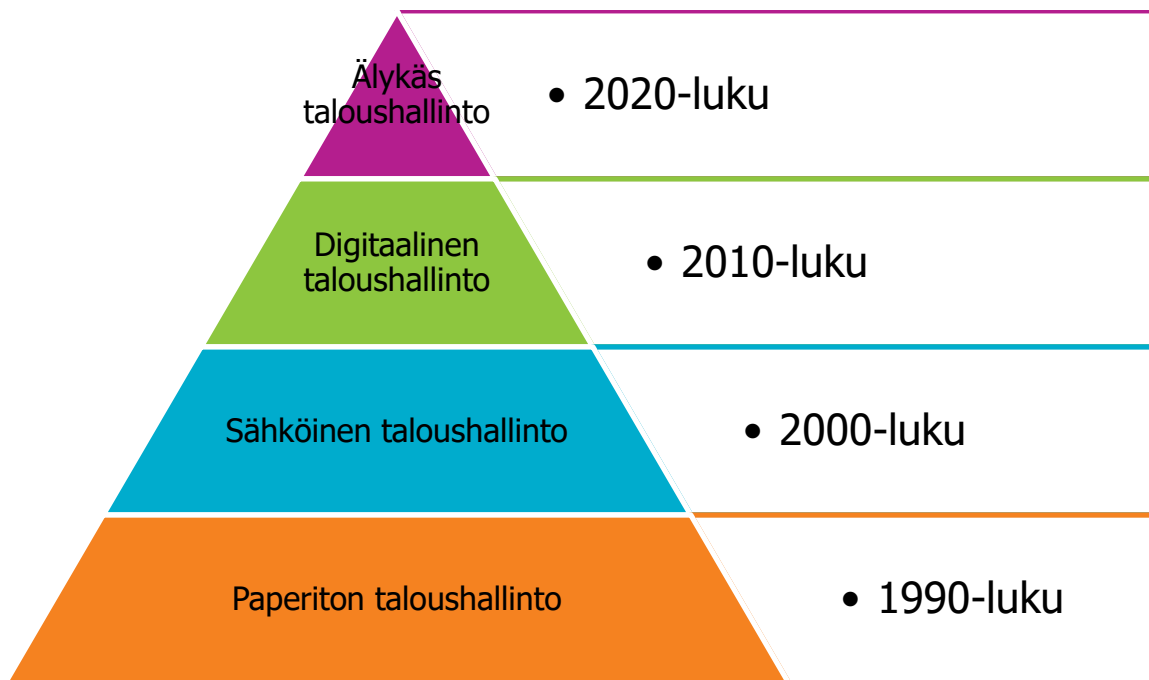 Älykäs
taloushallinto
• 2020-luku
Digitaalinen
taloushallinto
• 2010-luku
Sähköinen taloushallinto
• 2000-luku
Paperiton taloushallinto
• 1990-luku